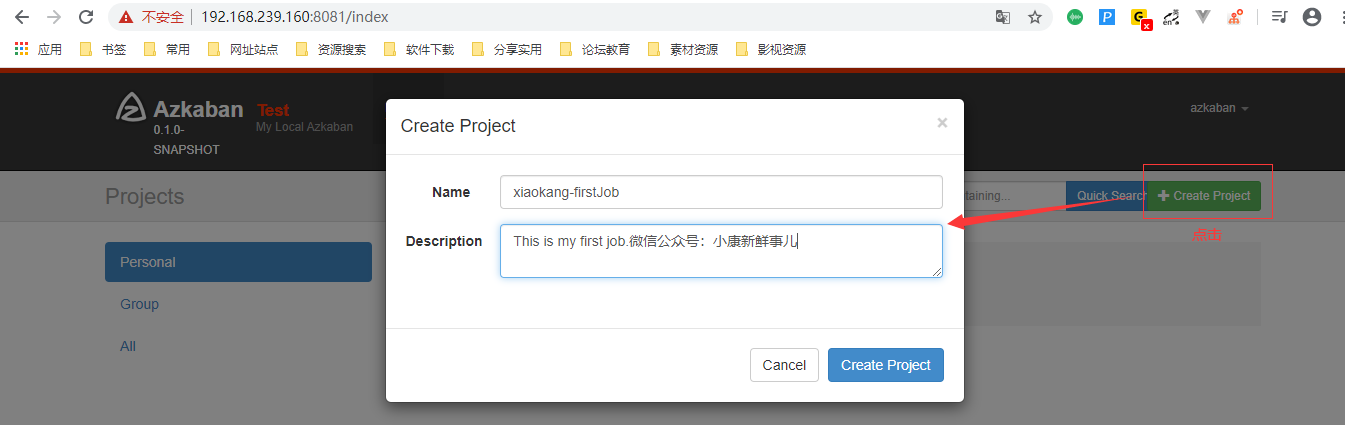 不安全 192.168.239.160:8081/index
应用 书签 常用 网址站点 资源搜索 软件下载 分享实用 论坛教育 素材资源 影视资源
Azkaban
0.1.0-
SNAPSHOT
Test
My Local Azkaban
azkaban
Create Project
×
Projects
taining...
Quick Search
Create Project
点击
Name
xiaokang-firstJob
Description
This is my first job.微信公众号：小康新鲜事儿
Personal
Group
All
Cancel
Create Project